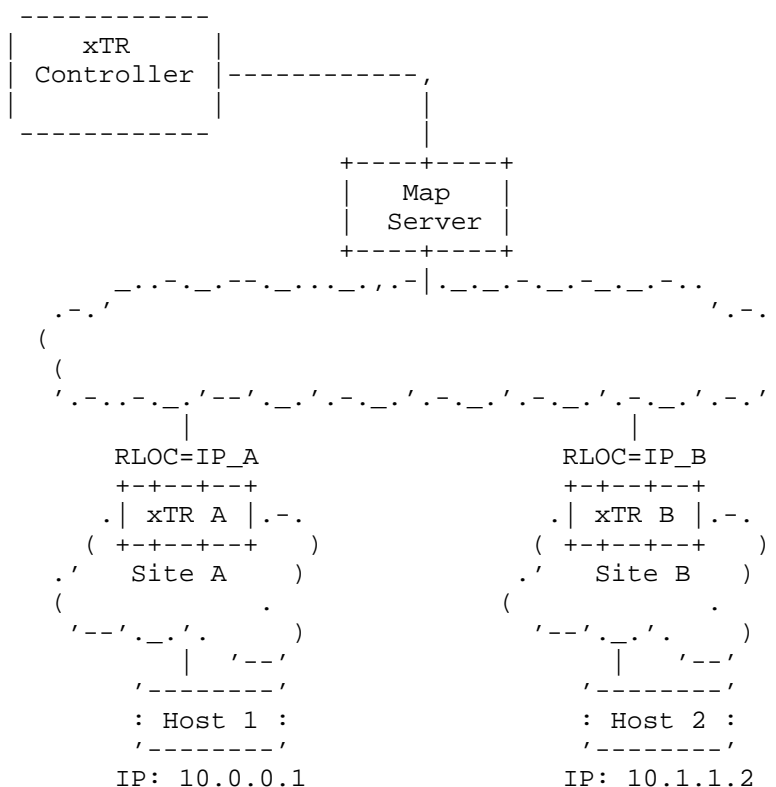 xTR
Controller
Map
Server
RLOC=IP_A RLOC=IP_B
xTR A xTR B
Site A Site B
: Host 1 : : Host 2 :
IP: 10.0.0.1 IP: 10.1.1.2